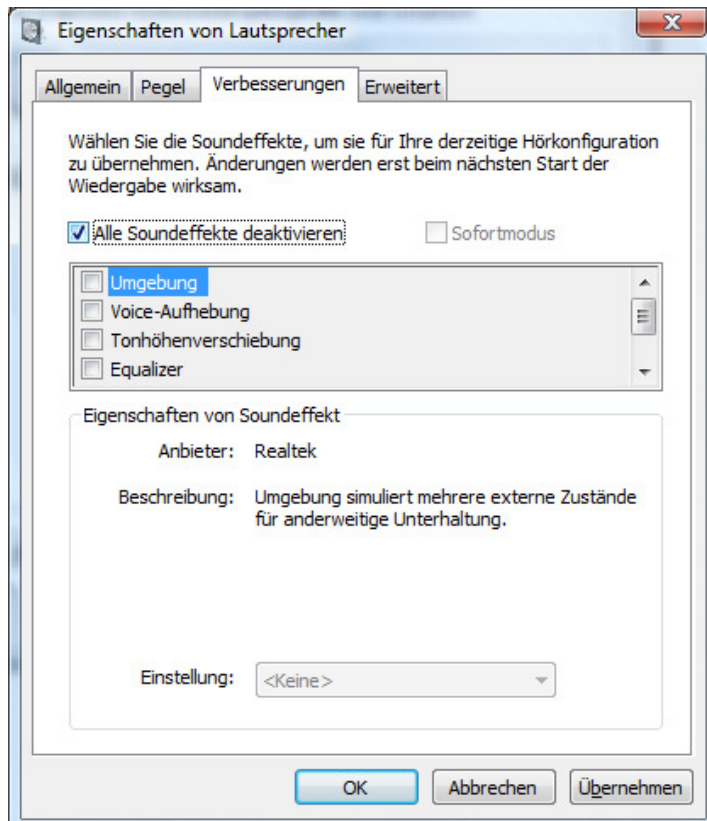 Eigenschaften von Lautsprecher
Allgemein Pegel Verbesserungen Erweitert
Wählen Sie die Soundeffekte, um sie für Ihre derzeitige Hörkonfiguration
zu übernehmen. Änderungen werden erst beim nächsten Start der
Wiedergabe wirksam.
Alle Soundeffekte deaktivieren Sofortmodus
Umgebung
Voice-Aufhebung
Tonhöhenverschiebung
Equalizer
Eigenschaften von Soundeffekt
Anbieter: Realtek
Beschreibung: Umgebung simuliert mehrere externe Zustände
für anderweitige Unterhaltung.
Einstellung: <Keine>
OK Abbrechen Übernehmen